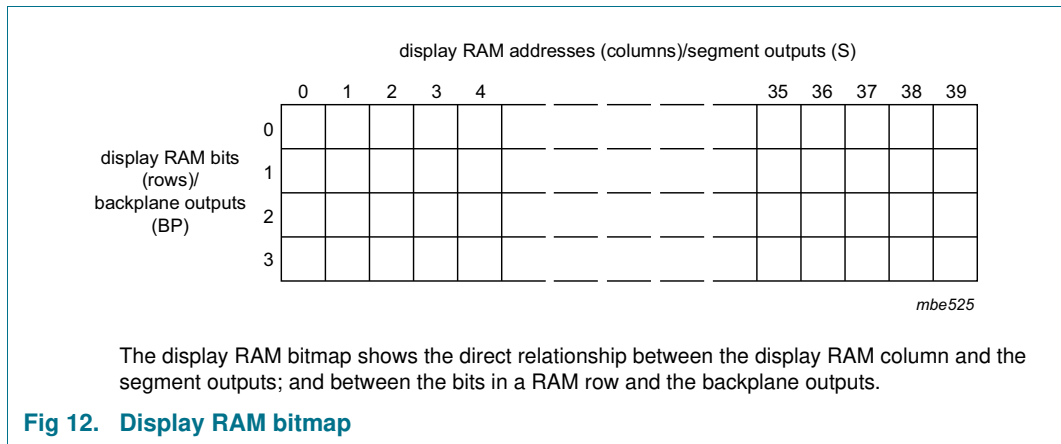 display RAM addresses (columns)/segment outputs (S)
0 1 2 3 4 35 36 37 38 39
0
display RAM bits
(rows)/
backplane outputs
(BP)
1
2
3
mbe525
The display RAM bitmap shows the direct relationship between the display RAM column and the
segment outputs; and between the bits in a RAM row and the backplane outputs.
Fig 12. Display RAM bitmap